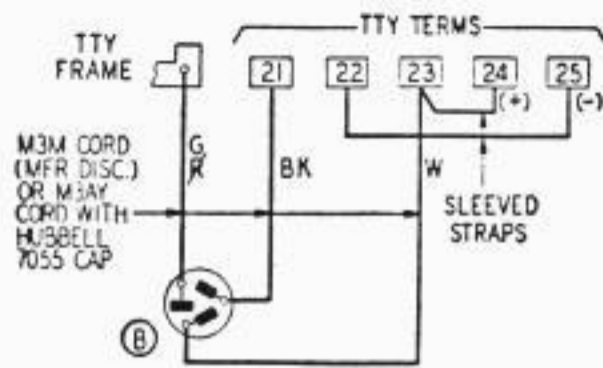 TTY TERMS
TTY
FRAME
21
22
23
24
25
(+)
(-)
M3M CORD
(MFR DISC.)
OR M3AY
CORD WITH
HUBBELL
7055 CAP
G
R
BK
W
SLEEVED
STRAPS
B